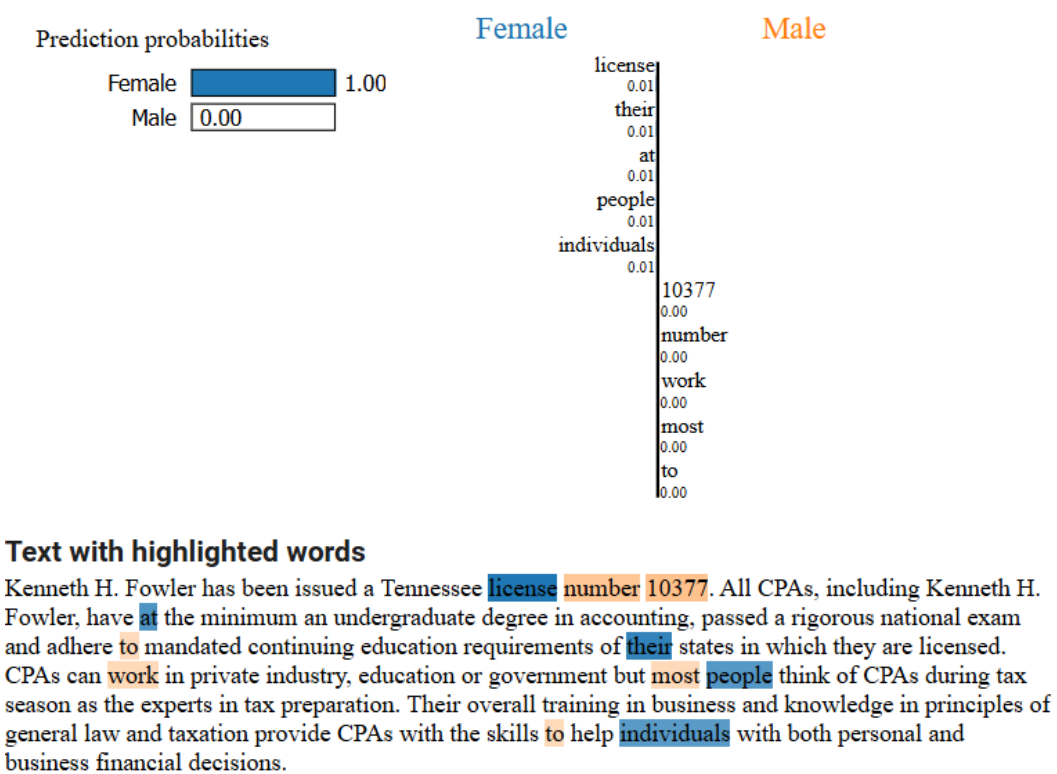 Prediction probabilities
Female 1.00
Male 0.00
Female Male
license
0.01
their
0.01
at
0.01
people
0.01
individuals
0.01
10377
0.00
number
0.00
work
0.00
most
0.00
to
0.00
Text with highlighted words
Kenneth H. Fowler has been issued a Tennessee license number 10377. All CPAs, including Kenneth H.
Fowler, have at the minimum an undergraduate degree in accounting, passed a rigorous national exam
and adhere to mandated continuing education requirements of their states in which they are licensed.
CPAs can work in private industry, education or government but most people think of CPAs during tax
season as the experts in tax preparation. Their overall training in business and knowledge in principles of
general law and taxation provide CPAs with the skills to help individuals with both personal and
business financial decisions.